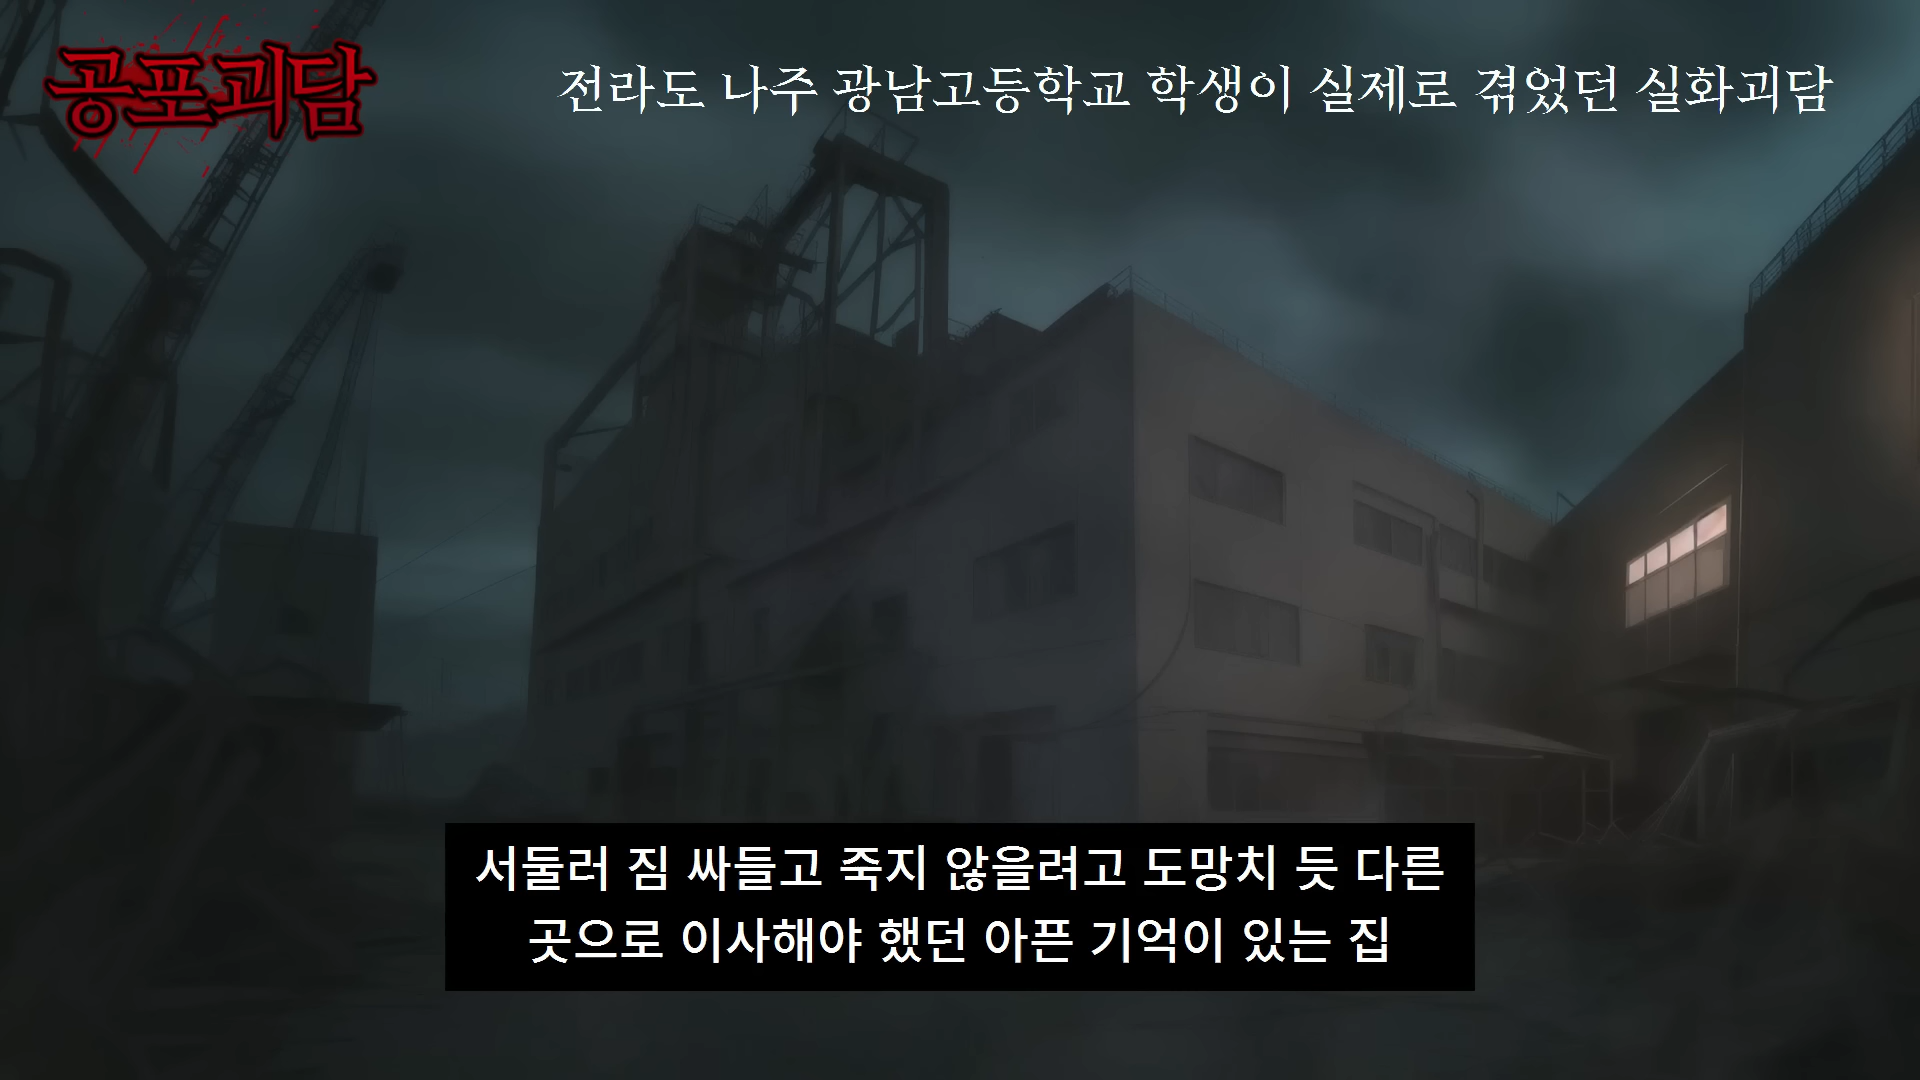 공포괴담
전라도 나주 광남고등학교 학생이 실제로 겪었던 실화괴담
서둘러 짐 싸들고 죽지 않을려고 도망치 듯 다른
곳으로 이사해야 했던 아픈 기억이 있는 집